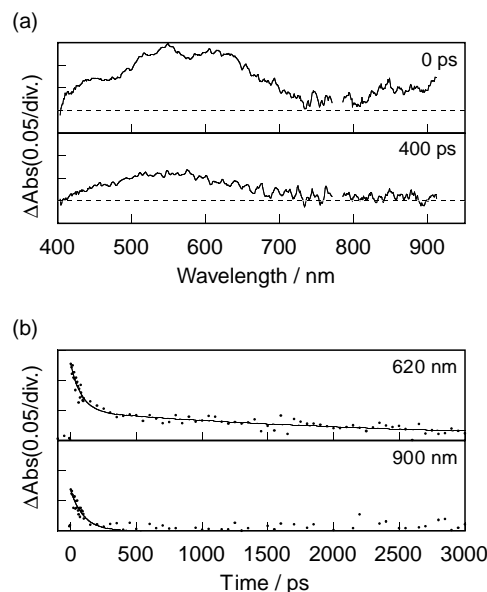 (a)
0 ps
400 ps
ΔAbs(0.05/div.)
400 500 600 700 800 900
Wavelength / nm
(b)
620 nm
900 nm
ΔAbs(0.05/div.)
0 500 1000 1500 2000 2500 3000
Time / ps